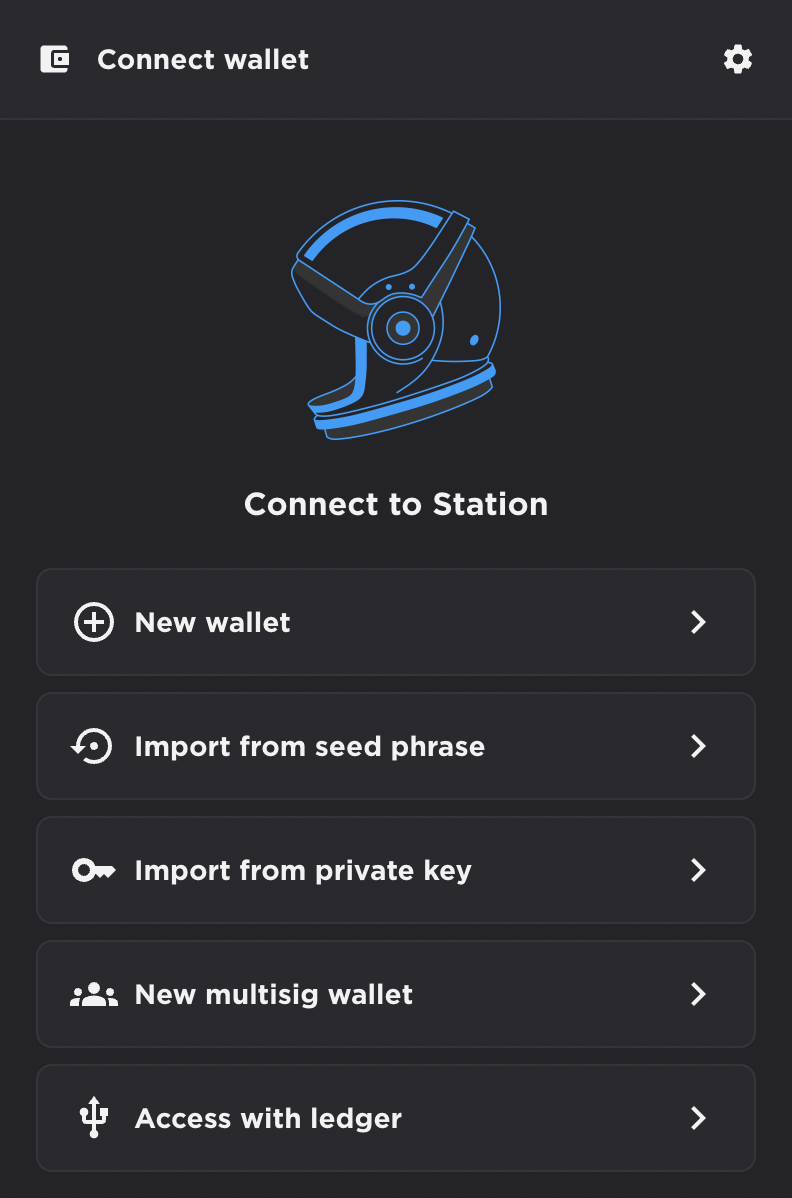 Connect wallet
Connect to Station
New wallet
Import from seed phrase
Import from private key
New multisig wallet
Access with ledger